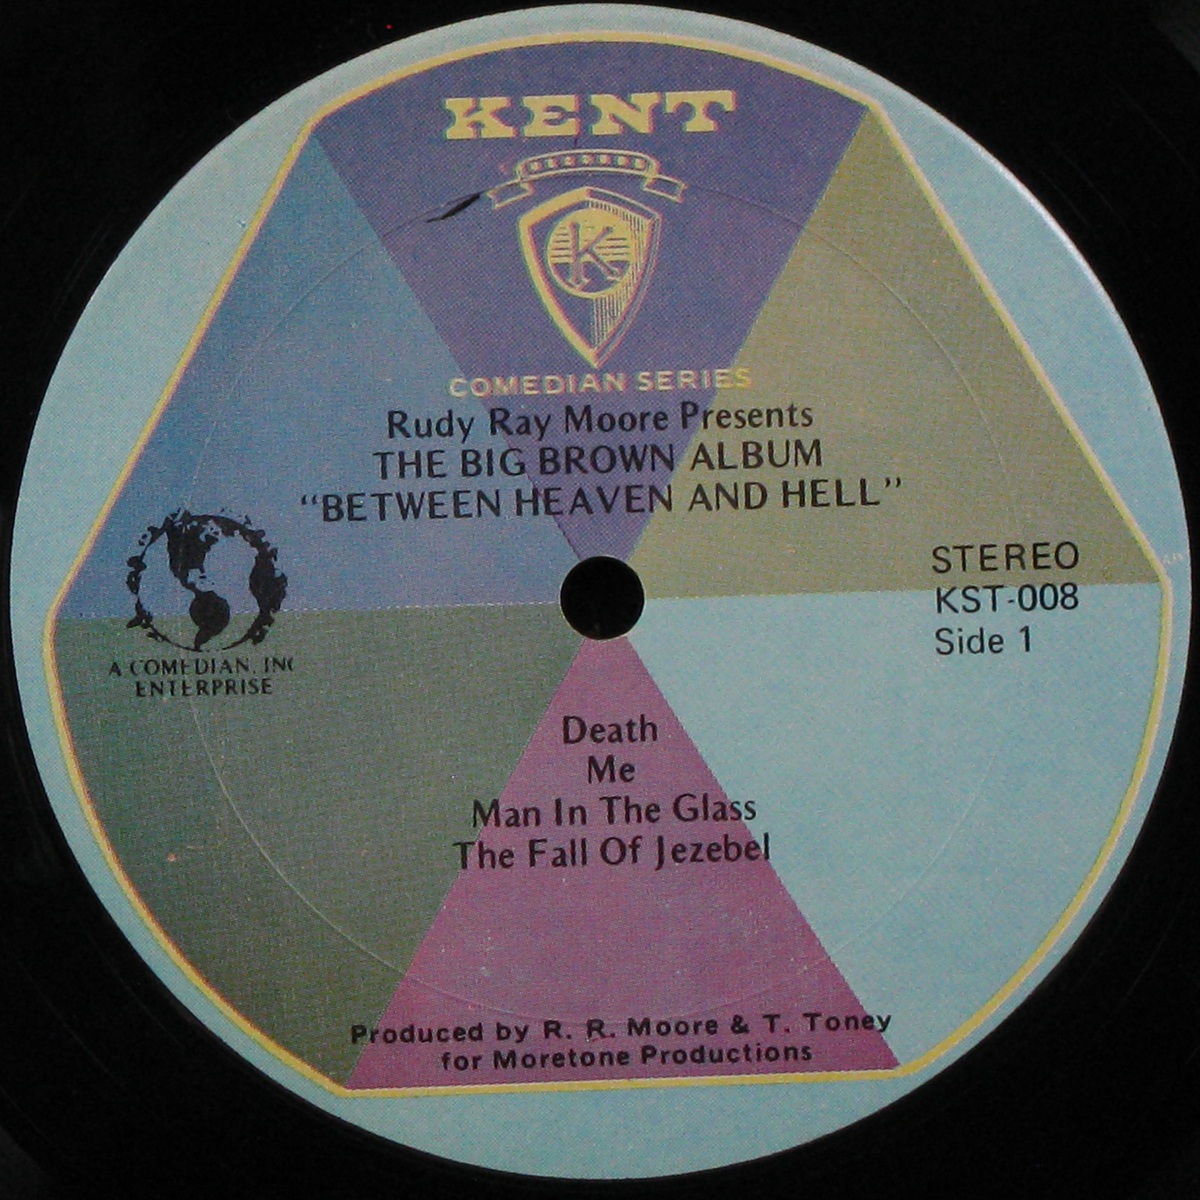 KENT
RECORDS
K
COMEDIAN SERIES
Rudy Ray Moore Presents
THE BIG BROWN ALBUM
“BETWEEN HEAVEN AND HELL”
STEREO
KST-008
Side 1
A COMEDIAN, INC
ENTERPRISE
Death
Me
Man In The Glass
The Fall Of Jezebel
Produced by R. R. Moore & T. Toney
for Moretone Productions